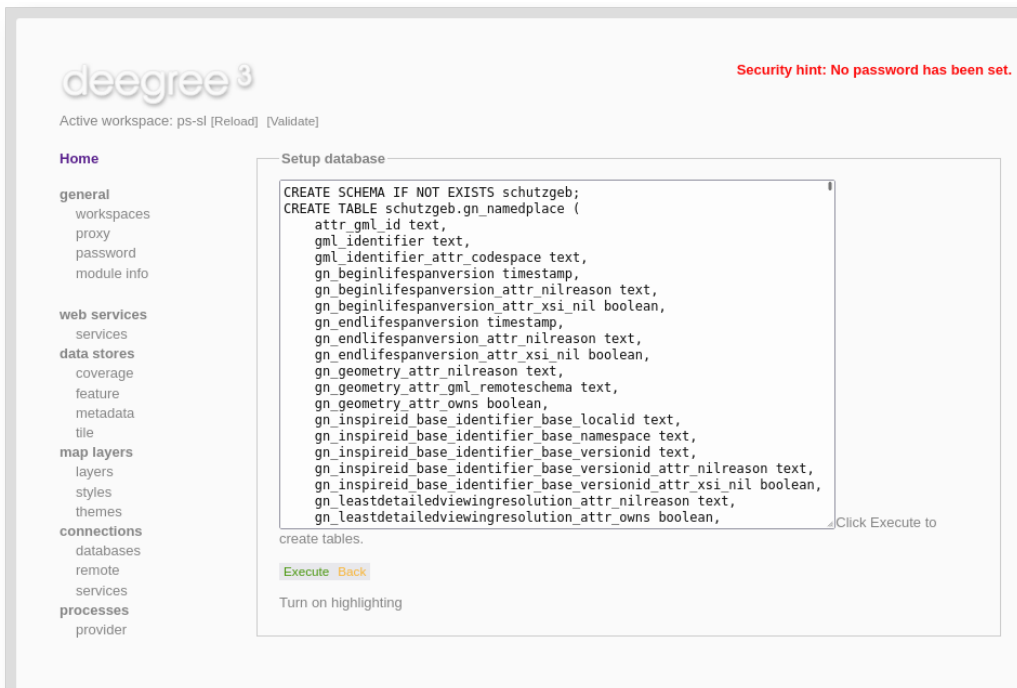 deegree 3
Security hint: No password has been set.
Active workspace: ps-sl [Reload] [Validate]
Home
general
workspaces
proxy
password
module info
web services
services
data stores
coverage
feature
metadata
tile
map layers
layers
styles
themes
connections
databases
remote
services
processes
provider
Setup database
CREATE SCHEMA IF NOT EXISTS schutzgeb;
CREATE TABLE schutzgeb.gn_namedplace (
    attr_gml_id text,
    gml_identifier text,
    gml_identifier_attr_codespace text,
    gn_beginlifespanversion timestamp,
    gn_beginlifespanversion_attr_nilreason text,
    gn_beginlifespanversion_attr_xsi_nil boolean,
    gn_endlifespanversion timestamp,
    gn_endlifespanversion_attr_nilreason text,
    gn_endlifespanversion_attr_xsi_nil boolean,
    gn_geometry_attr_nilreason text,
    gn_geometry_attr_gml_remoteschema text,
    gn_geometry_attr_owns boolean,
    gn_inspireid_base_identifier_base_localid text,
    gn_inspireid_base_identifier_base_namespace text,
    gn_inspireid_base_identifier_base_versionid text,
    gn_inspireid_base_identifier_base_versionid_attr_nilreason text,
    gn_inspireid_base_identifier_base_versionid_attr_xsi_nil boolean,
    gn_leastdetailedviewingresolution_attr_nilreason text,
    gn_leastdetailedviewingresolution_attr_owns boolean,
Click Execute to
create tables.
Execute Back
Turn on highlighting